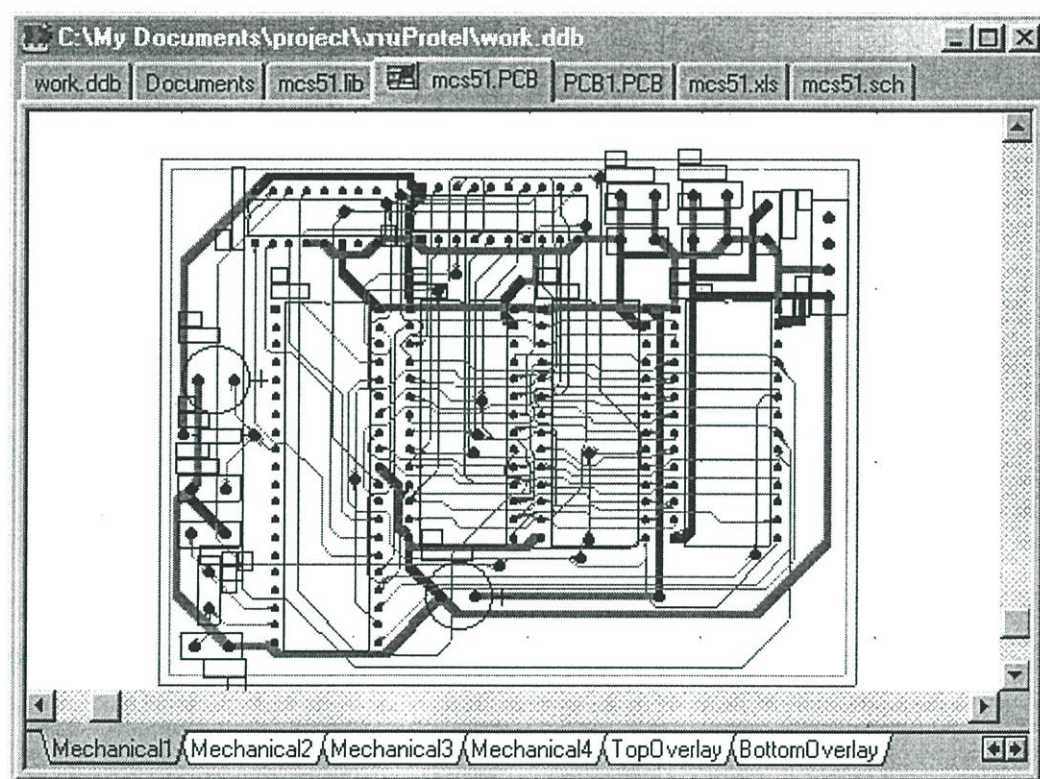 C:\My Documents\project\งานProtel\work.ddb
work.ddb Documents mcs51.lib mcs51.PCB PCB1.PCB mcs51.xls mcs51.sch
Mechanical1 Mechanical2 Mechanical3 Mechanical4 TopOverlay BottomOverlay